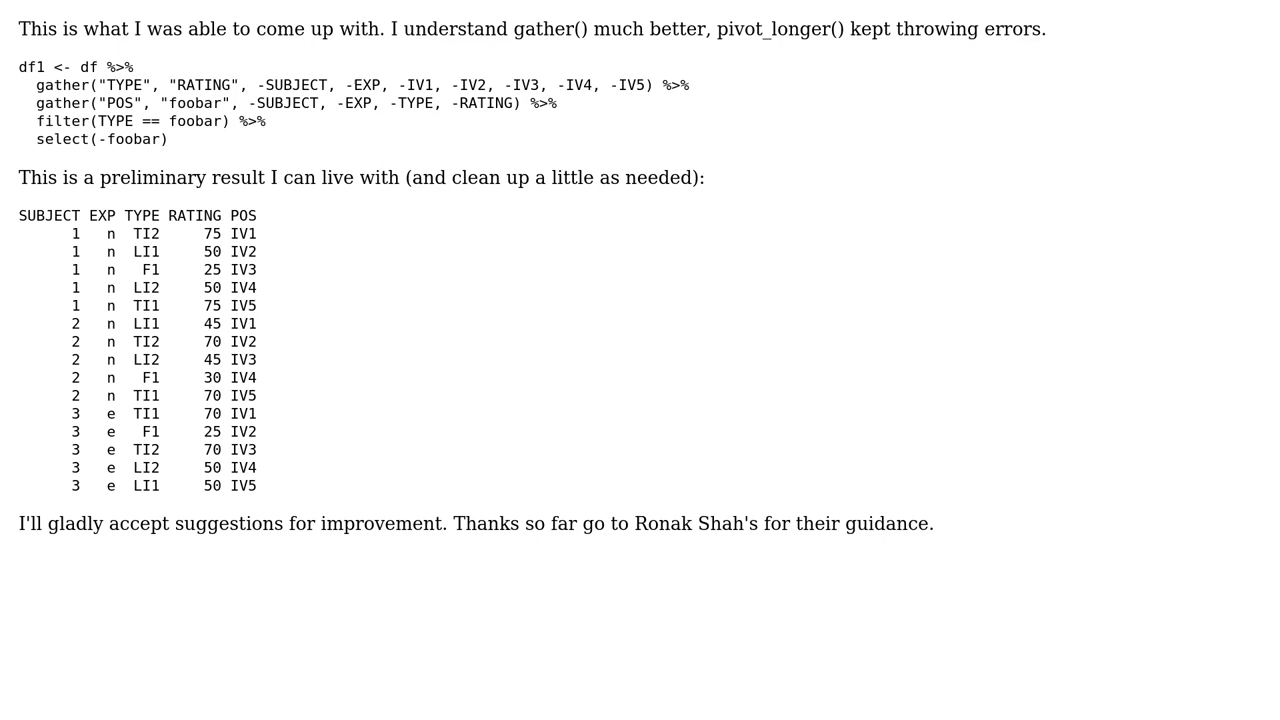 This is what I was able to come up with. I understand gather() much better, pivot_longer() kept throwing errors.
df1 <- df %>%
  gather("TYPE", "RATING", -SUBJECT, -EXP, -IV1, -IV2, -IV3, -IV4, -IV5) %>%
  gather("POS", "foobar", -SUBJECT, -EXP, -TYPE, -RATING) %>%
  filter(TYPE == foobar) %>%
  select(-foobar)
This is a preliminary result I can live with (and clean up a little as needed):
SUBJECT EXP TYPE RATING POS
      1   n  TI2     75 IV1
      1   n  LI1     50 IV2
      1   n   F1     25 IV3
      1   n  LI2     50 IV4
      1   n  TI1     75 IV5
      2   n  LI1     45 IV1
      2   n  TI2     70 IV2
      2   n  LI2     45 IV3
      2   n   F1     30 IV4
      2   n  TI1     70 IV5
      3   e  TI1     70 IV1
      3   e   F1     25 IV2
      3   e  TI2     70 IV3
      3   e  LI2     50 IV4
      3   e  LI1     50 IV5
I'll gladly accept suggestions for improvement. Thanks so far go to Ronak Shah's for their guidance.